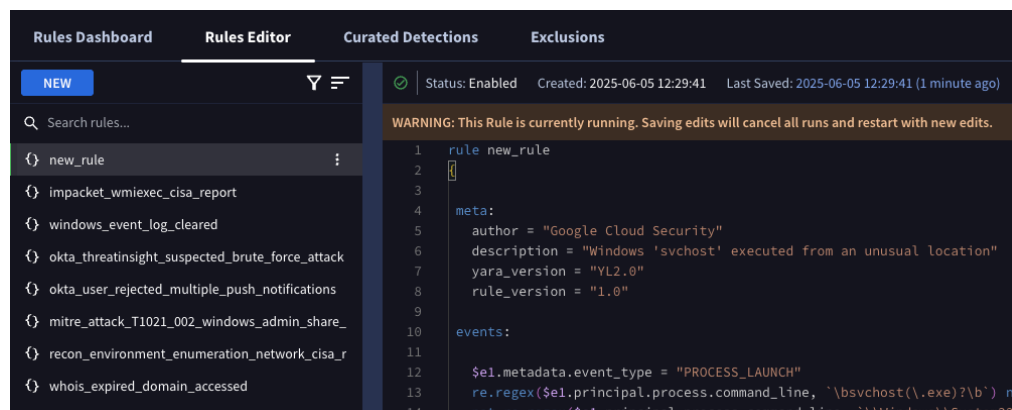 Rules Dashboard Rules Editor Curated Detections Exclusions
NEW
Search rules...
new_rule
impacket_wmiexec_cisa_report
windows_event_log_cleared
okta_threatinsight_suspected_brute_force_attack
okta_user_rejected_multiple_push_notifications
mitre_attack_T1021_002_windows_admin_share_
recon_environment_enumeration_network_cisa_r
whois_expired_domain_accessed
Status: Enabled Created: 2025-06-05 12:29:41 Last Saved: 2025-06-05 12:29:41 (1 minute ago)
WARNING: This Rule is currently running. Saving edits will cancel all runs and restart with new edits.
1 rule new_rule
2 {
3
4 meta:
5 author = "Google Cloud Security"
6 description = "Windows 'svchost' executed from an unusual location"
7 yara_version = "YL2.0"
8 rule_version = "1.0"
9
10 events:
11
12 $e1.metadata.event_type = "PROCESS_LAUNCH"
13 re.regex($e1.principal.process.command_line, `\bsvchost(\.exe)?\b`) n